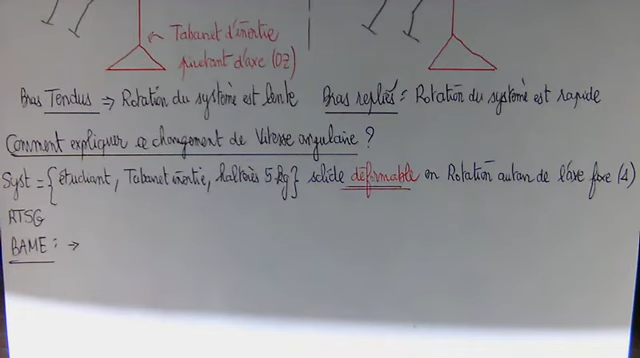 Tabouret d'inertie
pivotant d'axe (OZ)
Bras Tendus ⇒ Rotation du système est lente Bras repliés = Rotation du système est rapide
Comment expliquer ce changement de Vitesse angulaire ?
Syst = {étudiant, Tabouret inertie, haltères 5 kg} solide déformable en Rotation autour de l'axe fixe (Δ)
RTSG
BAME : →